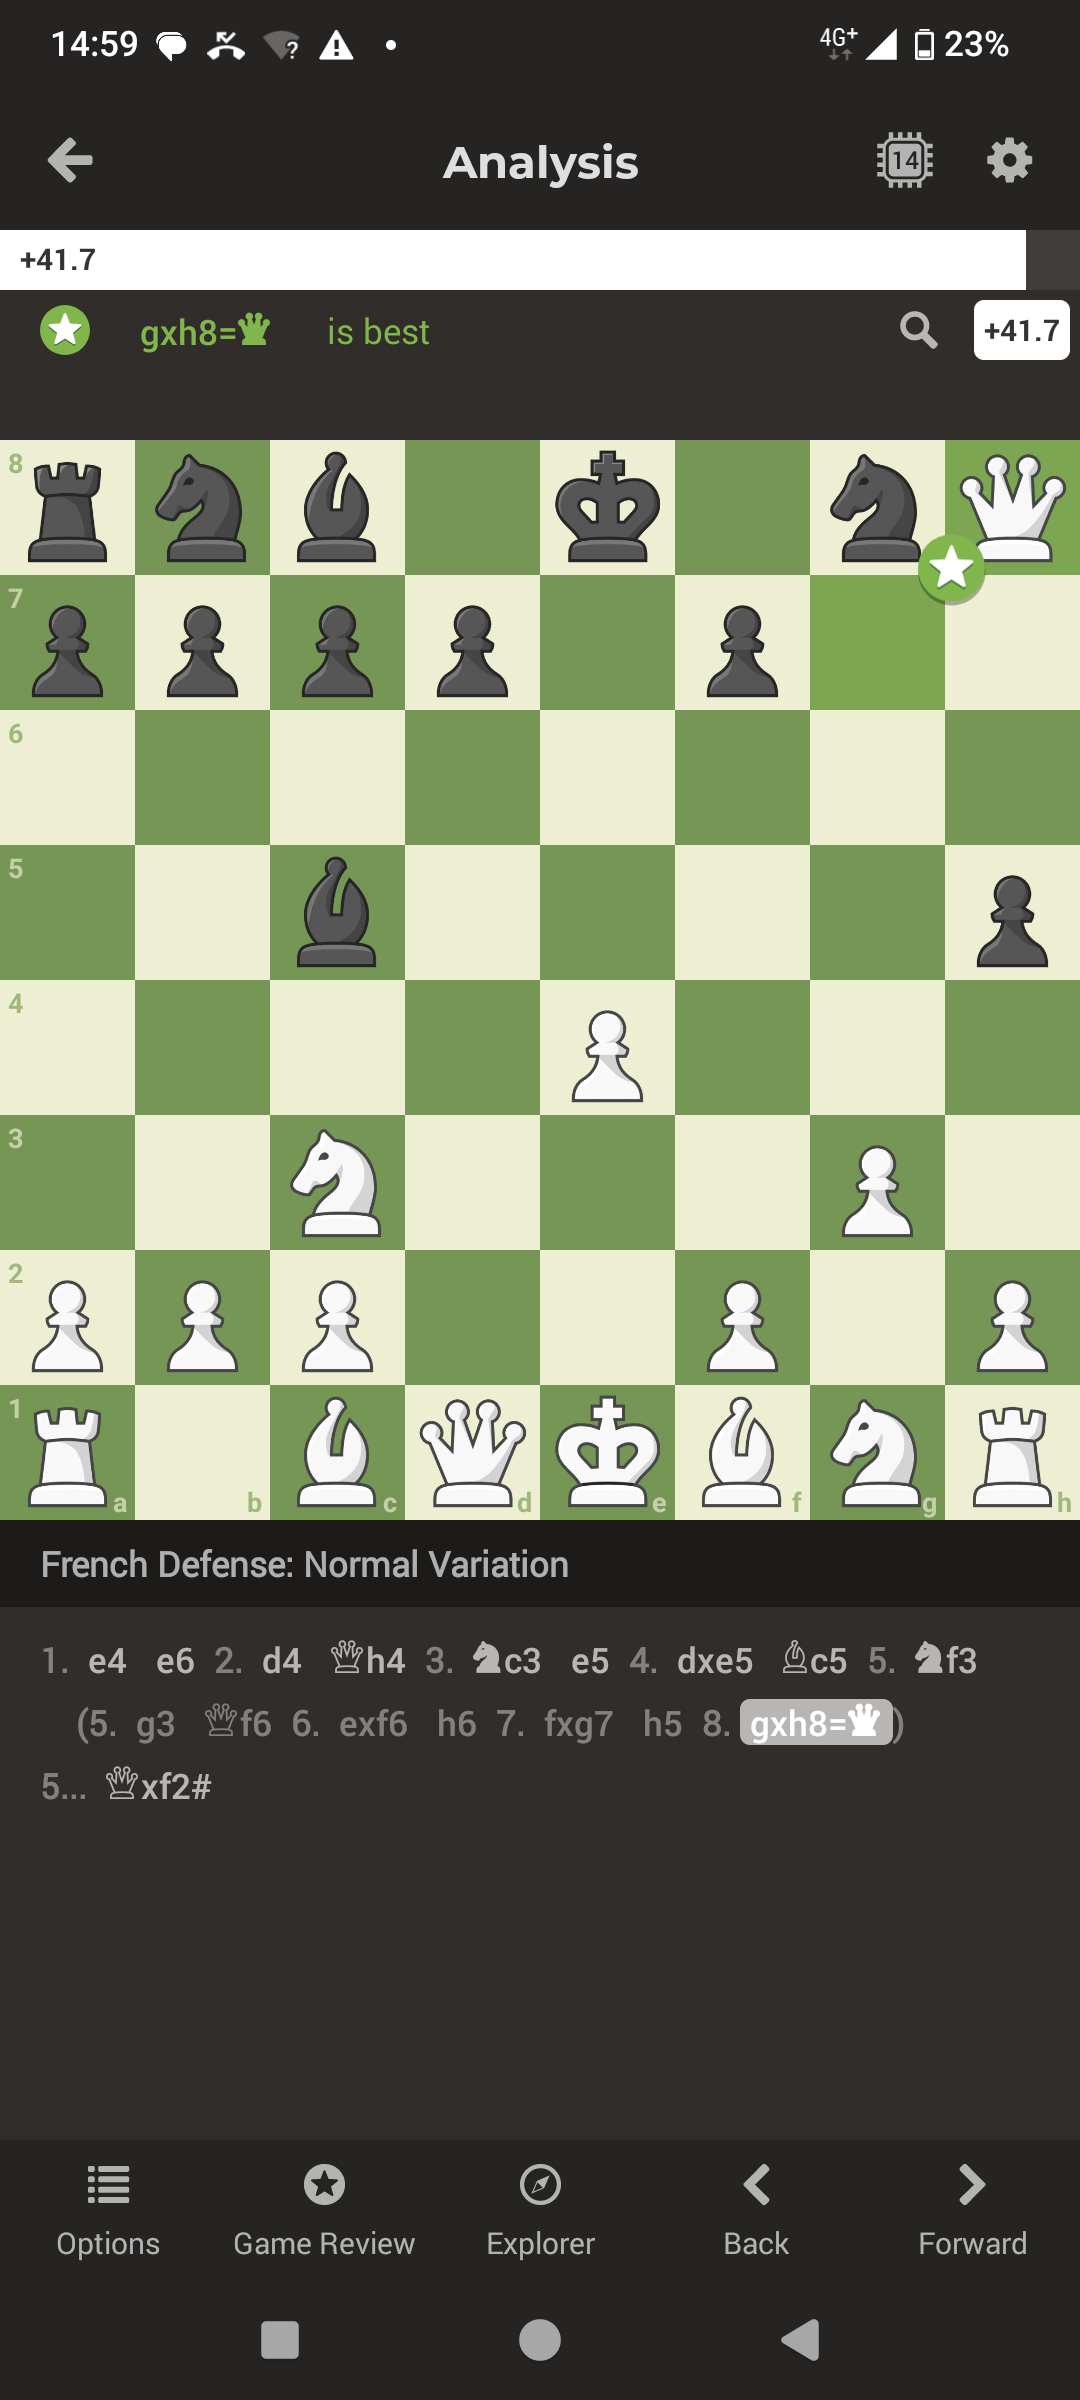 14:59 ? 4G+ 23%
Analysis 14
+41.7
gxh8=♛ is best +41.7
8
7
6
5
4
3
2
1 a b c d e f g h
French Defense: Normal Variation
1. e4 e6 2. d4 ♕h4 3. ♞c3 e5 4. dxe5 ♗c5 5. ♞f3
(5. g3 ♕f6 6. exf6 h6 7. fxg7 h5 8. gxh8=♛)
5... ♕xf2#
Options Game Review Explorer Back Forward